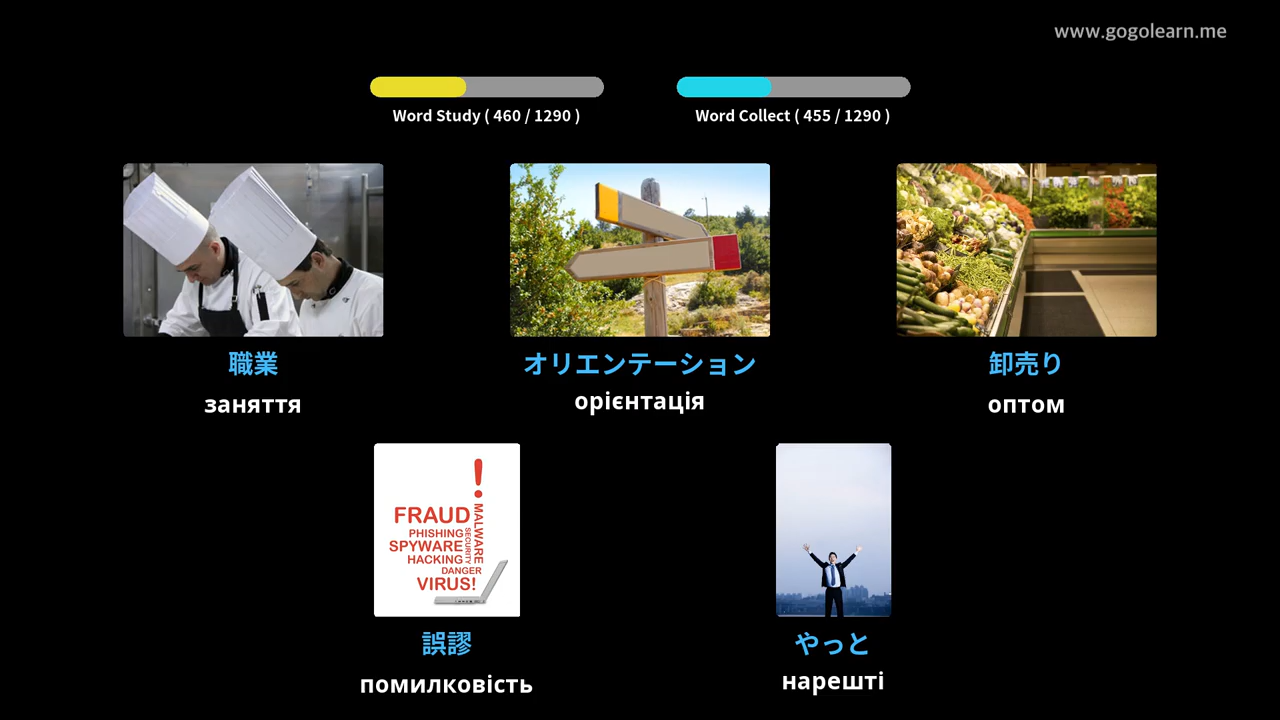 www.gogolearn.me
Word Study ( 460 / 1290 )
Word Collect ( 455 / 1290 )
職業
заняття
オリエンテーション
орієнтація
卸売り
оптом
!
FRAUD
PHISHING
SPYWARE
HACKING
DANGER
VIRUS!
SECURITY
MALWARE
誤謬
помилковість
やっと
нарешті